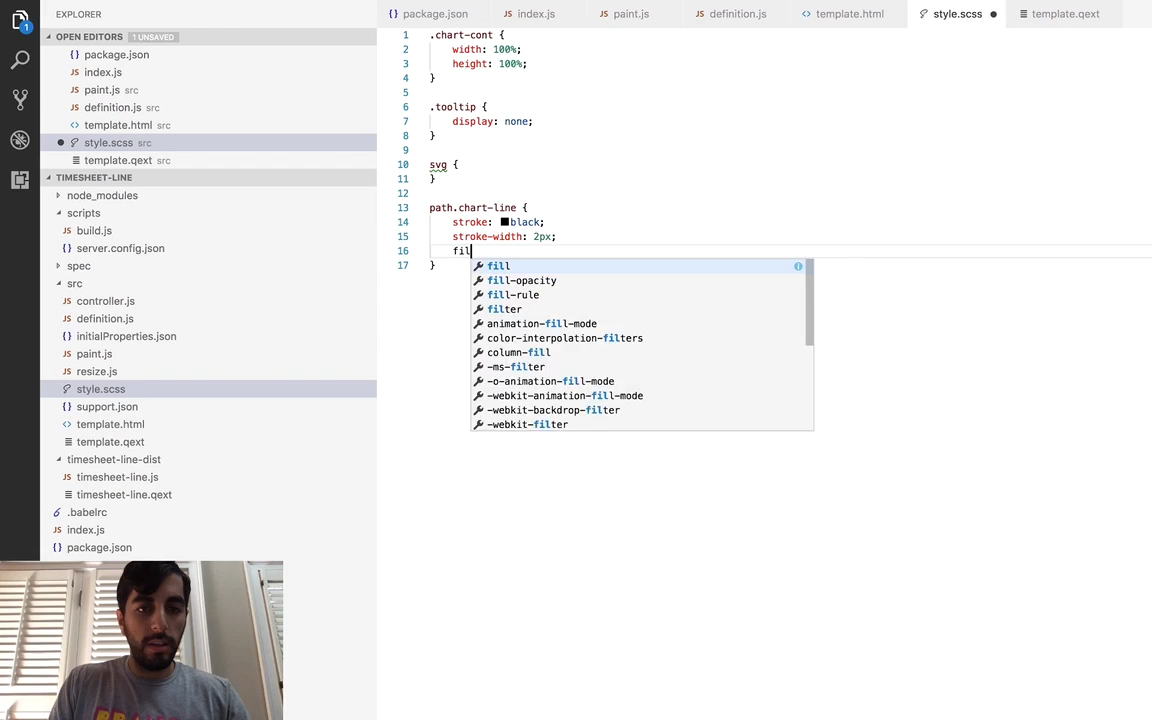 1
EXPLORER
OPEN EDITORS 1 UNSAVED
{} package.json
JS index.js
JS paint.js src
JS definition.js src
<> template.html src
style.scss src
template.qext src
TIMESHEET-LINE
node_modules
scripts
JS build.js
{} server.config.json
spec
src
JS controller.js
JS definition.js
{} initialProperties.json
JS paint.js
JS resize.js
style.scss
{} support.json
<> template.html
template.qext
timesheet-line-dist
JS timesheet-line.js
timesheet-line.qext
.babelrc
JS index.js
{} package.json
{} package.json JS index.js JS paint.js JS definition.js <> template.html style.scss template.qext
1 .chart-cont {
2 width: 100%;
3 height: 100%;
4 }
5
6 .tooltip {
7 display: none;
8 }
9
10 svg {
11 }
12
13 path.chart-line {
14 stroke: black;
15 stroke-width: 2px;
16 fil
17 }
fill
fill-opacity
fill-rule
filter
animation-fill-mode
color-interpolation-filters
column-fill
-ms-filter
-o-animation-fill-mode
-webkit-animation-fill-mode
-webkit-backdrop-filter
-webkit-filter